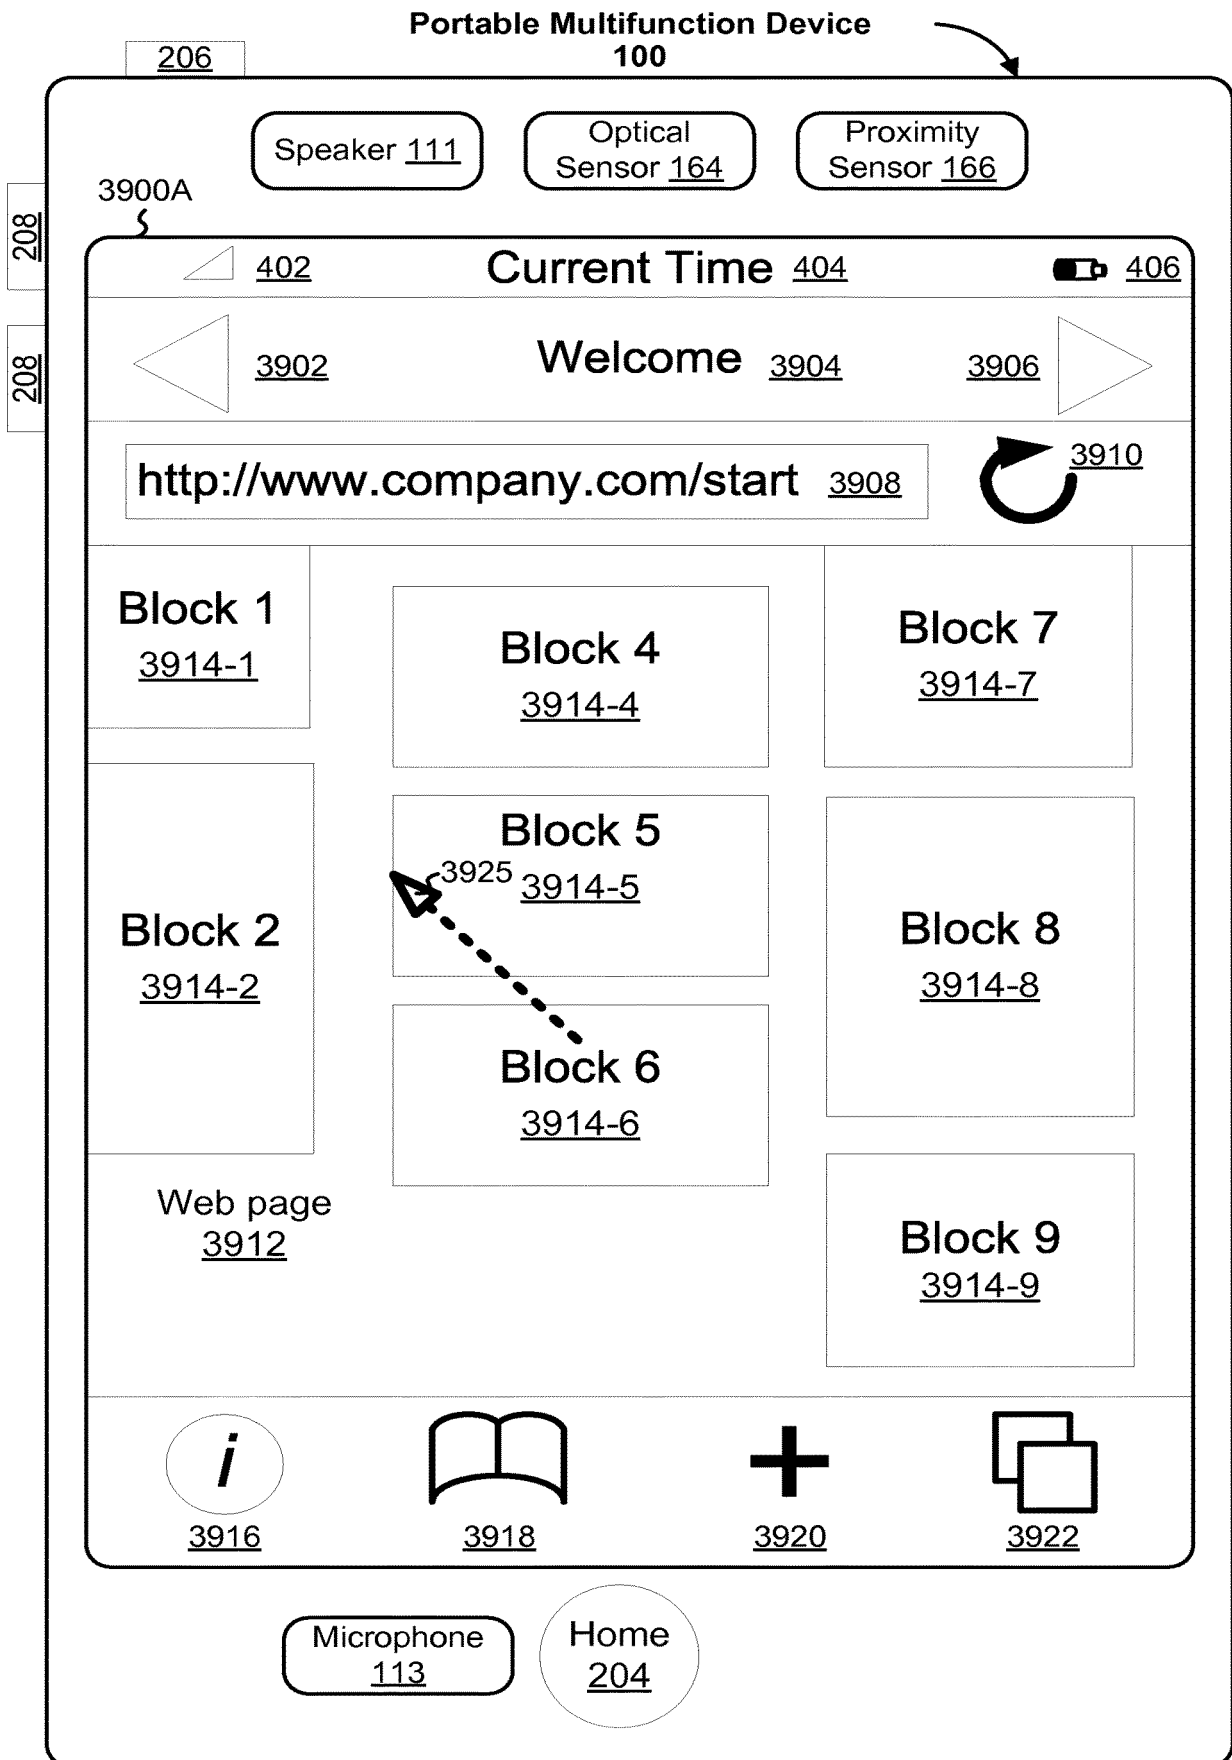 Portable Multifunction Device
100
206
Speaker 111
Optical
Sensor 164
Proximity
Sensor 166
3900A
208
208
402
Current Time 404
406
3902
Welcome 3904
3906
http://www.company.com/start 3908
3910
Block 1
3914-1
Block 4
3914-4
Block 7
3914-7
Block 2
3914-2
Block 5
3925
3914-5
Block 8
3914-8
Block 6
3914-6
Web page
3912
Block 9
3914-9
i
3916
3918
3920
3922
Microphone
113
Home
204